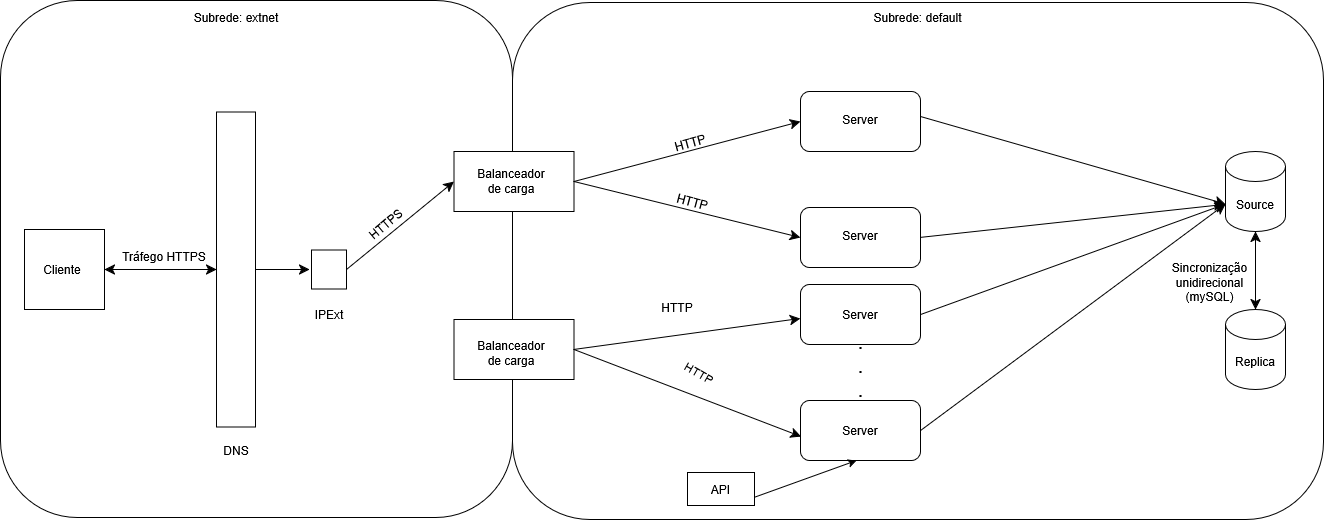 Subrede: extnet
Subrede: default
Cliente
Tráfego HTTPS
DNS
IPExt
HTTPS
Balanceador
de carga
Balanceador
de carga
HTTP
HTTP
HTTP
HTTP
Server
Server
Server
.
.
.
Server
API
Source
Sincronização
unidirecional
(mySQL)
Replica